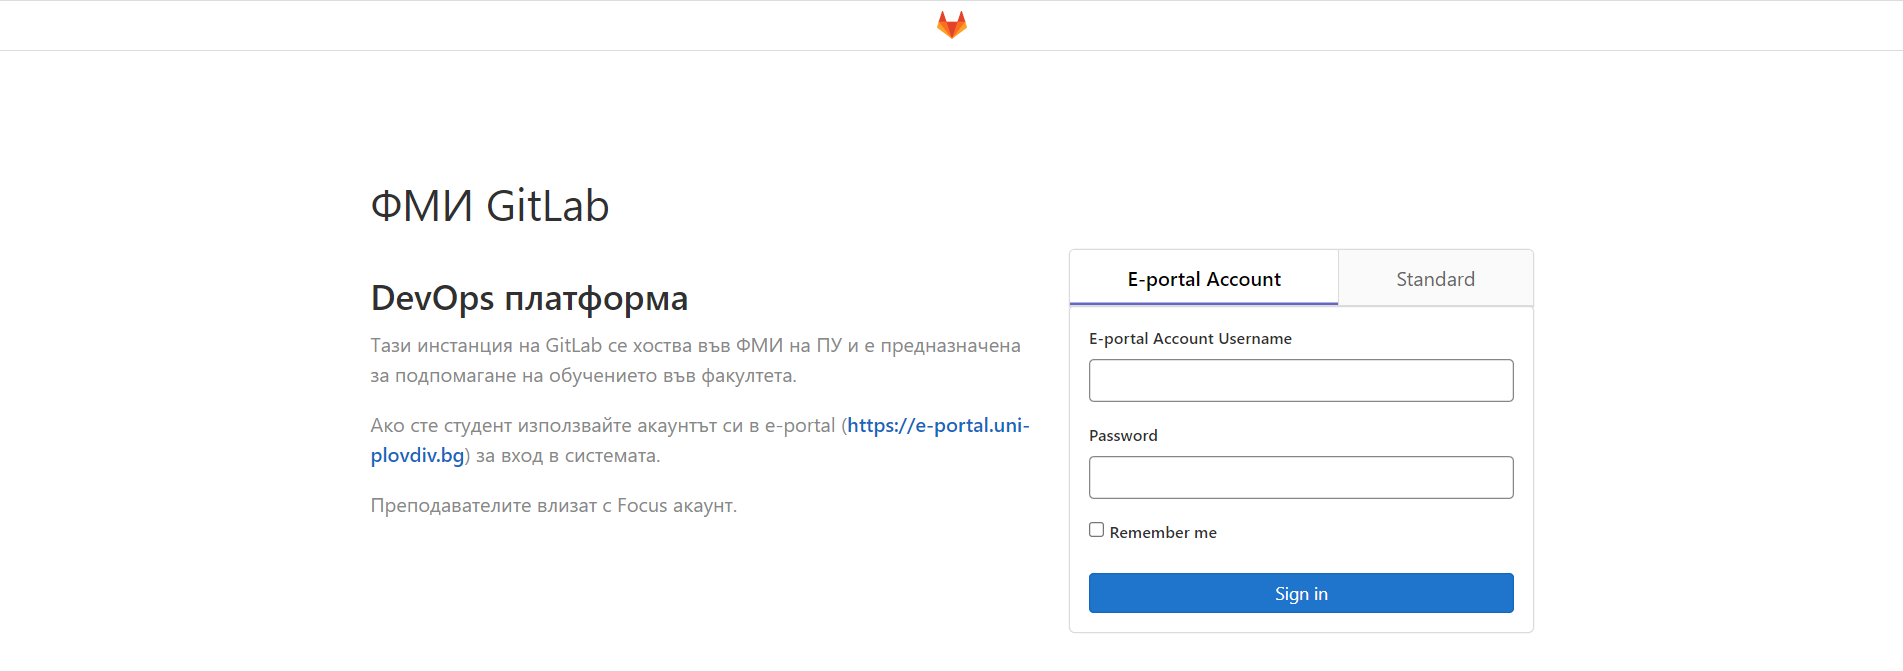 ФМИ GitLab
DevOps платформа
Тази инстанция на GitLab се хоства във ФМИ на ПУ и е предназначена
за подпомагане на обучението във факултета.
Ако сте студент използвайте акаунтът си в e-portal (https://e-portal.uni-
plovdiv.bg) за вход в системата.
Преподавателите влизат с Focus акаунт.
E-portal Account
Standard
E-portal Account Username
Password
Remember me
Sign in